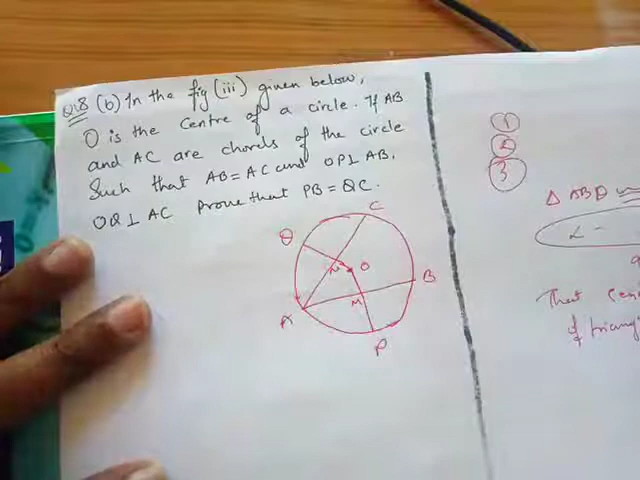 Q.8 (b) In the fig (iii) given below,
O is the Centre of a circle. If AB
and AC are chords of the circle
Such that AB = AC and OP⊥ AB,
OQ⊥ AC Prove that PB = QC.
C
Q
N
O
B
M
A
P
1
2
3
Δ ABD
∠ -
That
of triang